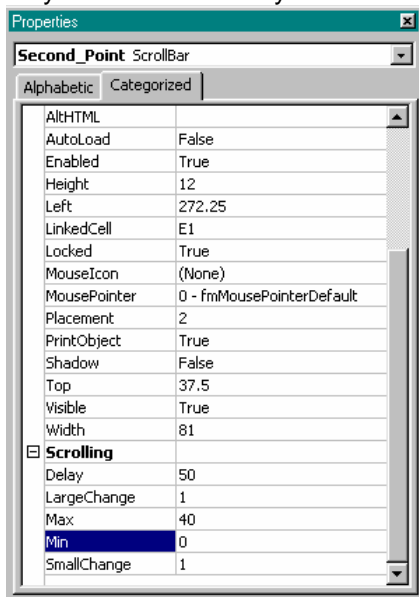 Properties
Second_Point ScrollBar
Alphabetic Categorized
AltHTML
AutoLoad False
Enabled True
Height 12
Left 272.25
LinkedCell E1
Locked True
MouseIcon (None)
MousePointer 0 - fmMousePointerDefault
Placement 2
PrintObject True
Shadow False
Top 37.5
Visible True
Width 81
Scrolling
Delay 50
LargeChange 1
Max 40
Min 0
SmallChange 1